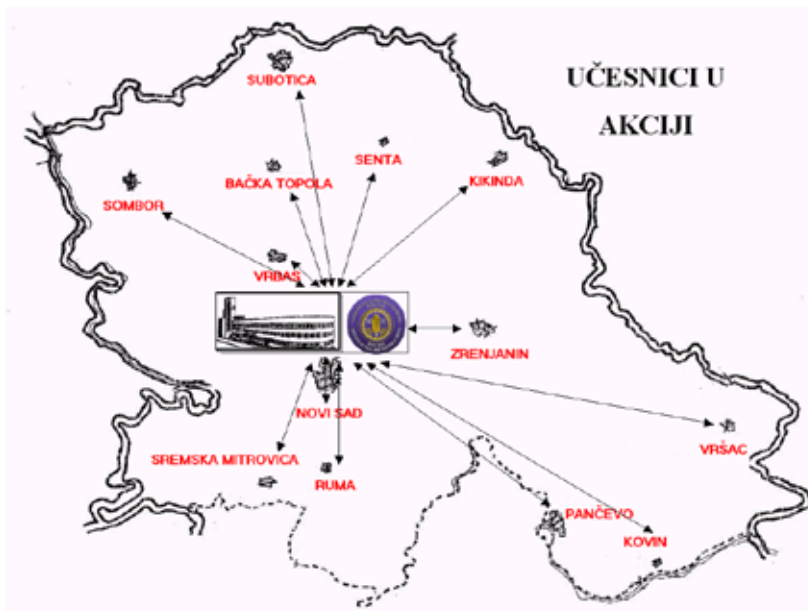 UČESNICI U
AKCIJI
SUBOTICA
SENTA
BAČKA TOPOLA
KIKINDA
SOMBOR
VRBAS
ZRENJANIN
NOVI SAD
VRŠAC
SREMSKA MITROVICA
RUMA
PANČEVO
KOVIN